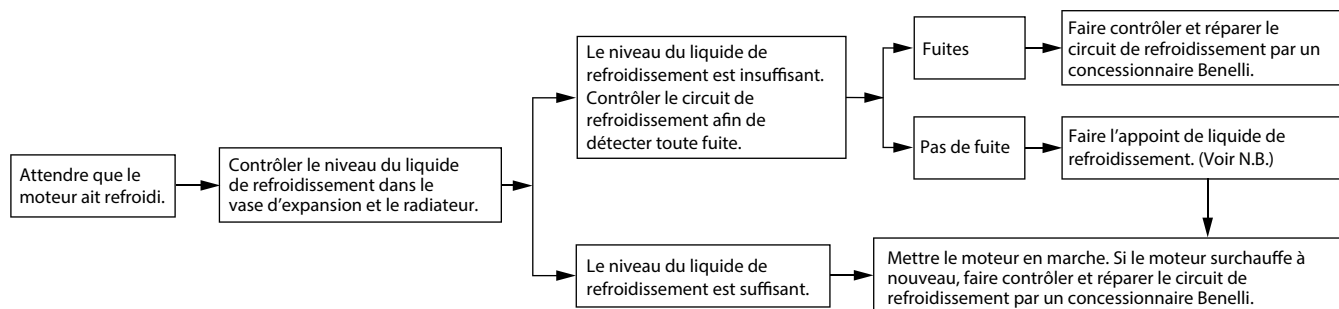 Attendre que le
moteur ait refroidi.
Contrôler le niveau du liquide
de refroidissement dans le
vase d'expansion et le radiateur.
Le niveau du liquide de
refroidissement est insuffisant.
Contrôler le circuit de
refroidissement afin de
détecter toute fuite.
Fuites
Faire contrôler et réparer le
circuit de refroidissement par un
concessionnaire Benelli.
Pas de fuite
Faire l'appoint de liquide de
refroidissement. (Voir N.B.)
Le niveau du liquide de
refroidissement est suffisant.
Mettre le moteur en marche. Si le moteur surchauffe à
nouveau, faire contrôler et réparer le circuit de
refroidissement par un concessionnaire Benelli.